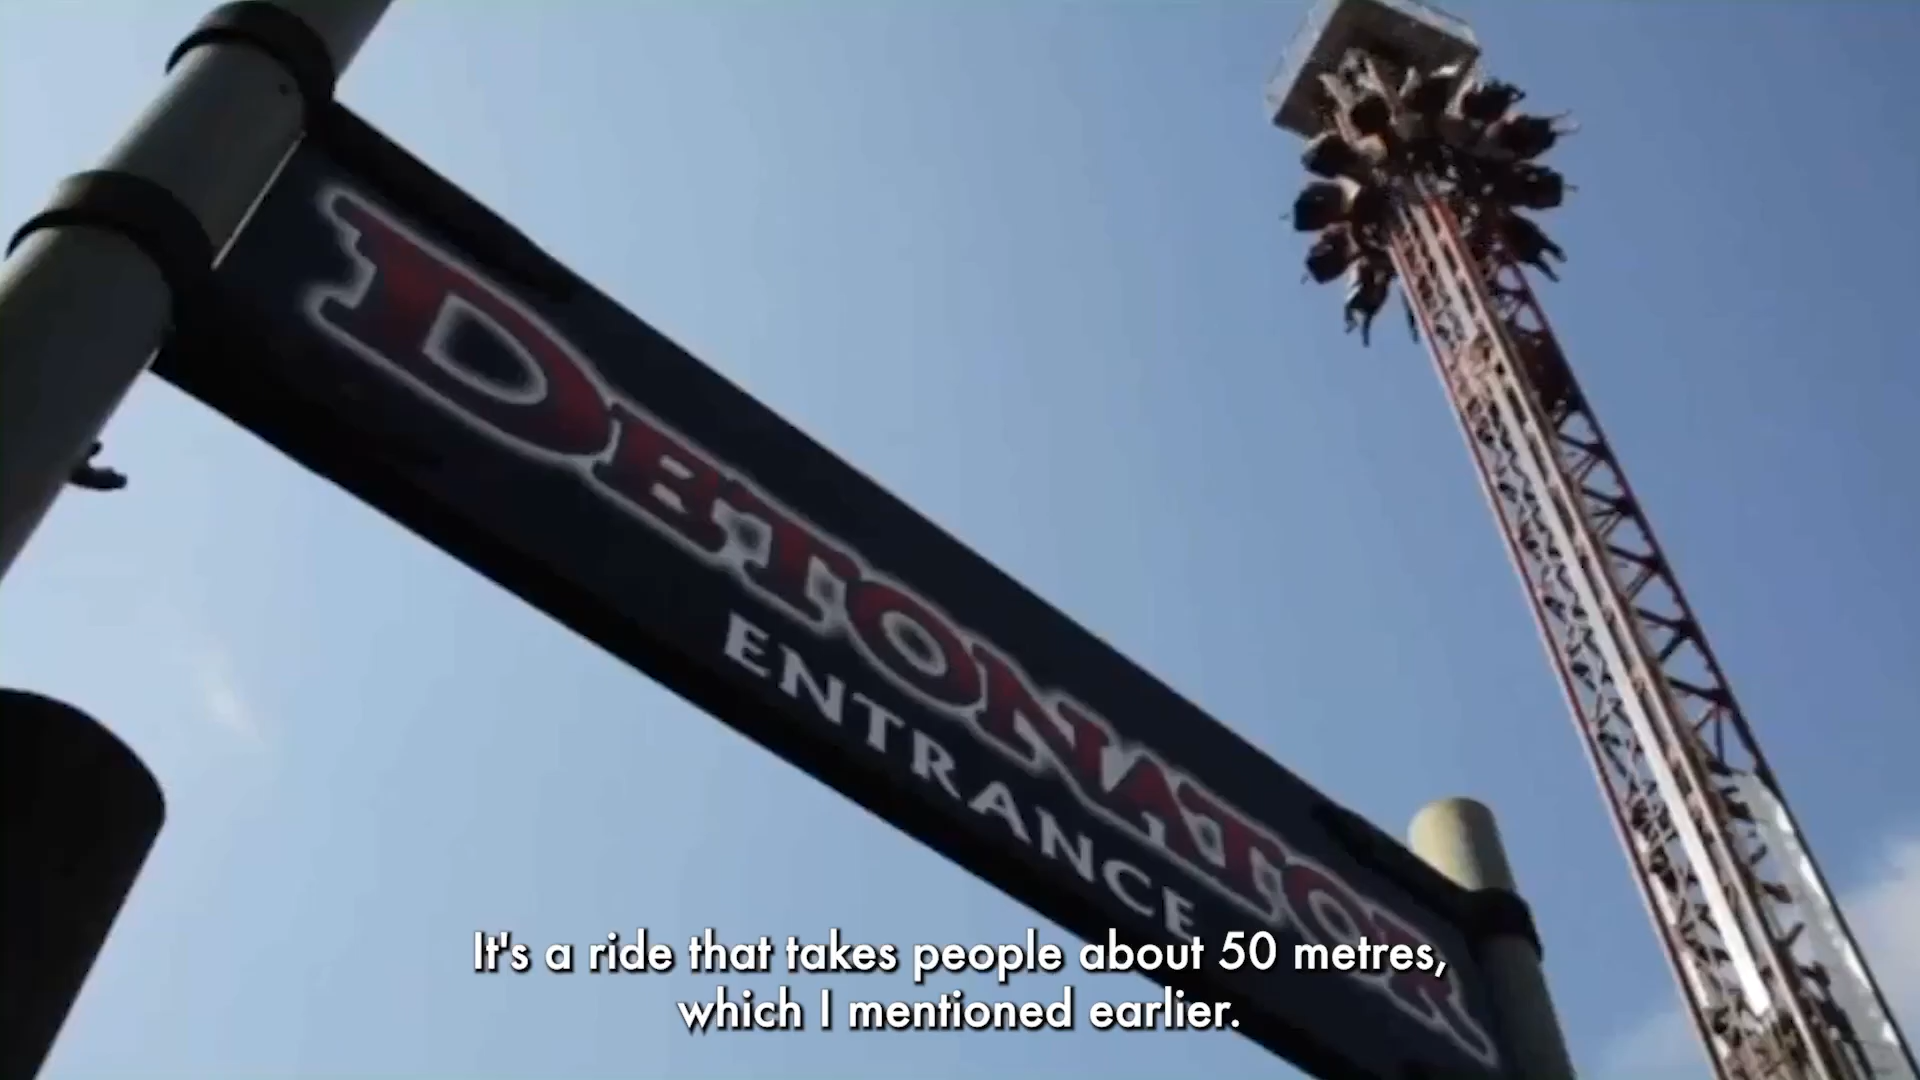 DETONATOR
ENTRANCE
It's a ride that takes people about 50 metres,
which I mentioned earlier.